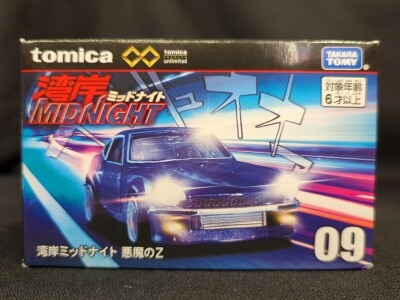 tomica
tomica
premium
unlimited
TAKARA
TOMY
湾岸
ミッドナイト
MIDNIGHT
対象年齢
6才以上
湾岸ミッドナイト 悪魔のZ
09